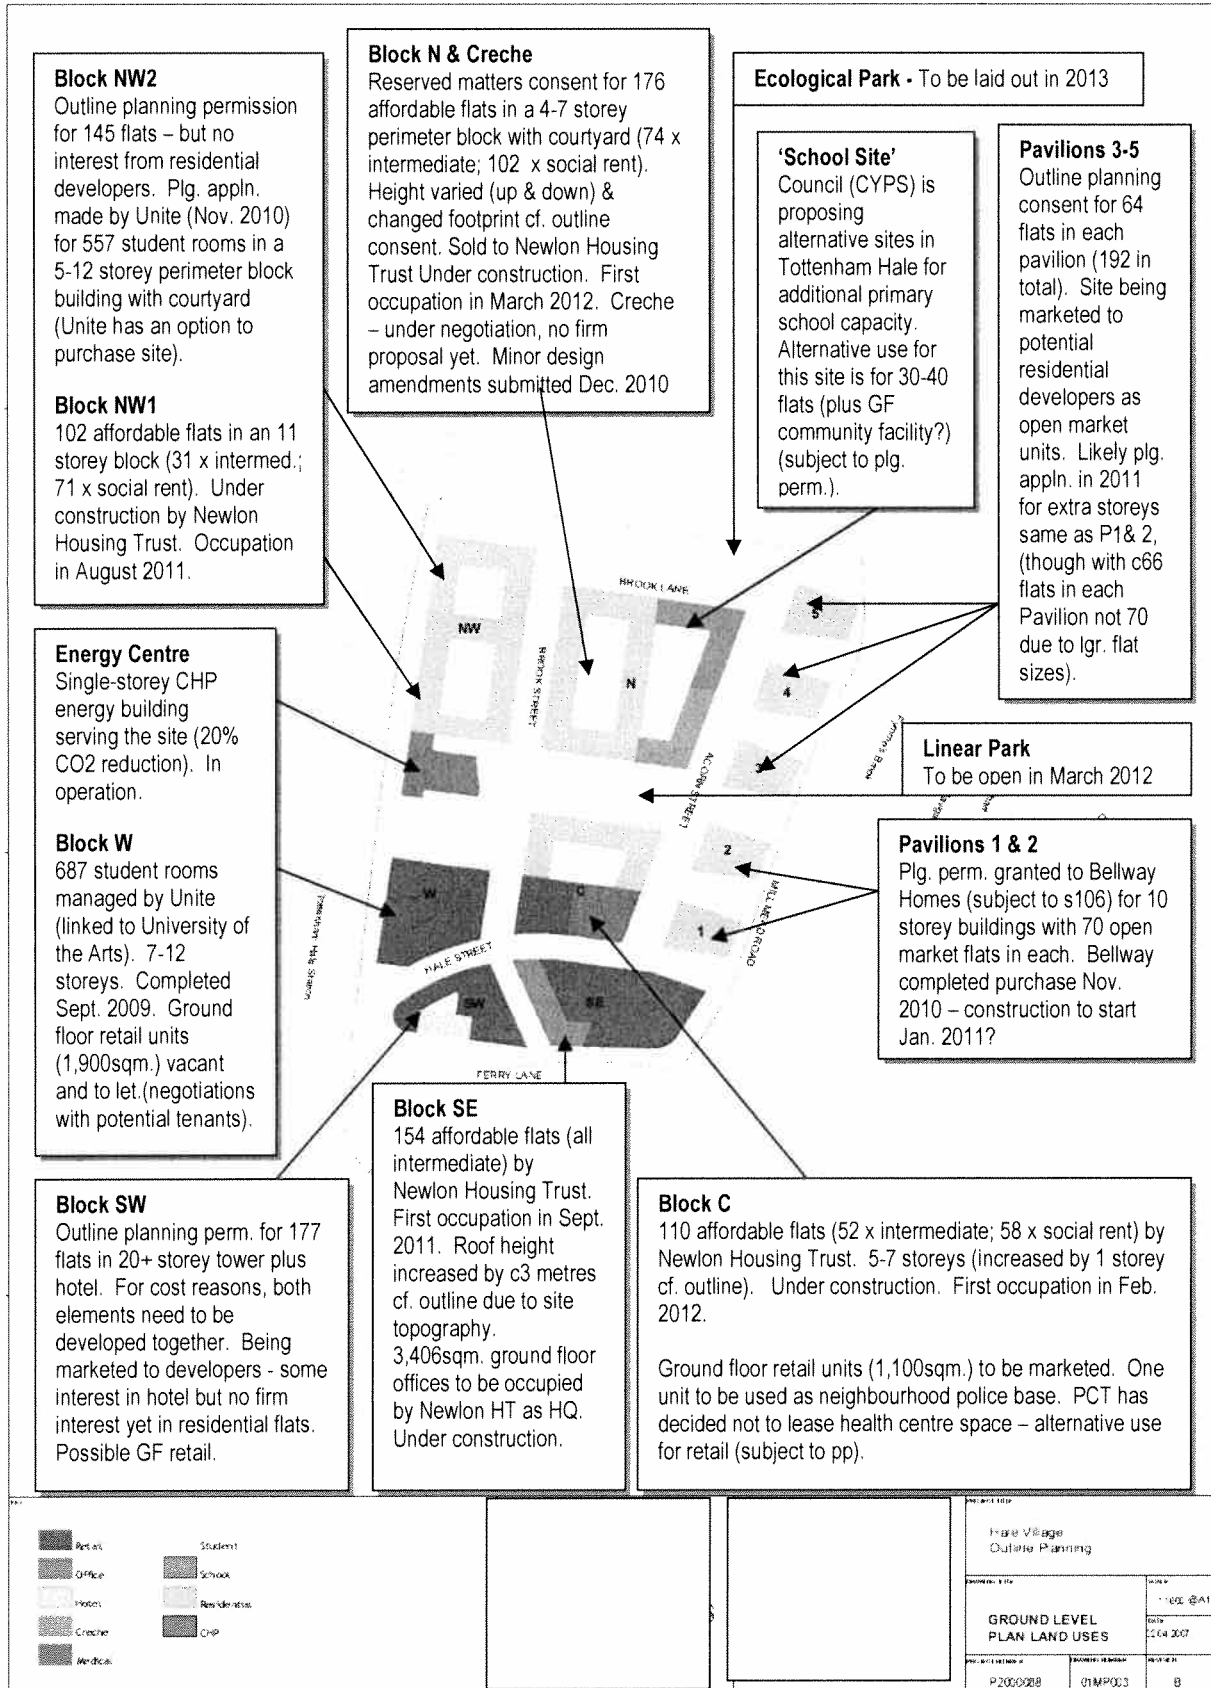 Block NW2
Outline planning permission
for 145 flats – but no
interest from residential
developers. Plg. appln.
made by Unite (Nov. 2010)
for 557 student rooms in a
5-12 storey perimeter block
building with courtyard
(Unite has an option to
purchase site).
Block NW1
102 affordable flats in an 11
storey block (31 x intermed.;
71 x social rent). Under
construction by Newlon
Housing Trust. Occupation
in August 2011.
Block N & Creche
Reserved matters consent for 176
affordable flats in a 4-7 storey
perimeter block with courtyard (74 x
intermediate; 102 x social rent).
Height varied (up & down) &
changed footprint cf. outline
consent. Sold to Newlon Housing
Trust Under construction. First
occupation in March 2012. Creche
– under negotiation, no firm
proposal yet. Minor design
amendments submitted Dec. 2010
Ecological Park - To be laid out in 2013
'School Site'
Council (CYPS) is
proposing
alternative sites in
Tottenham Hale for
additional primary
school capacity.
Alternative use for
this site is for 30-40
flats (plus GF
community facility?)
(subject to plg.
perm.).
Pavilions 3-5
Outline planning
consent for 64
flats in each
pavilion (192 in
total). Site being
marketed to
potential
residential
developers as
open market
units. Likely plg.
appln. in 2011
for extra storeys
same as P1& 2,
(though with c66
flats in each
Pavilion not 70
due to lgr. flat
sizes).
Energy Centre
Single-storey CHP
energy building
serving the site (20%
CO2 reduction). In
operation.
Block W
687 student rooms
managed by Unite
(linked to University of
the Arts). 7-12
storeys. Completed
Sept. 2009. Ground
floor retail units
(1,900sqm.) vacant
and to let.(negotiations
with potential tenants).
BROOK LANE
NW
BROOK STREET
N
5
4
3
ACORN STREET
Linear Park
To be open in March 2012
2
1
MILL MEAD ROAD
W
C
HALE STREET
SW
SE
FERRY LANE
Pavilions 1 & 2
Plg. perm. granted to Bellway
Homes (subject to s106) for 10
storey buildings with 70 open
market flats in each. Bellway
completed purchase Nov.
2010 – construction to start
Jan. 2011?
Block SW
Outline planning perm. for 177
flats in 20+ storey tower plus
hotel. For cost reasons, both
elements need to be
developed together. Being
marketed to developers - some
interest in hotel but no firm
interest yet in residential flats.
Possible GF retail.
Block SE
154 affordable flats (all
intermediate) by
Newlon Housing Trust.
First occupation in Sept.
2011. Roof height
increased by c3 metres
cf. outline due to site
topography.
3,406sqm. ground floor
offices to be occupied
by Newlon HT as HQ.
Under construction.
Block C
110 affordable flats (52 x intermediate; 58 x social rent) by
Newlon Housing Trust. 5-7 storeys (increased by 1 storey
cf. outline). Under construction. First occupation in Feb.
2012.
Ground floor retail units (1,100sqm.) to be marketed. One
unit to be used as neighbourhood police base. PCT has
decided not to lease health centre space – alternative use
for retail (subject to pp).
Retail
Office
Hotel
Creche
Medical
Student
School
Residential
CHP
Hale Village
Outline Planning
GROUND LEVEL
PLAN LAND USES
P2000088
01MP003
B